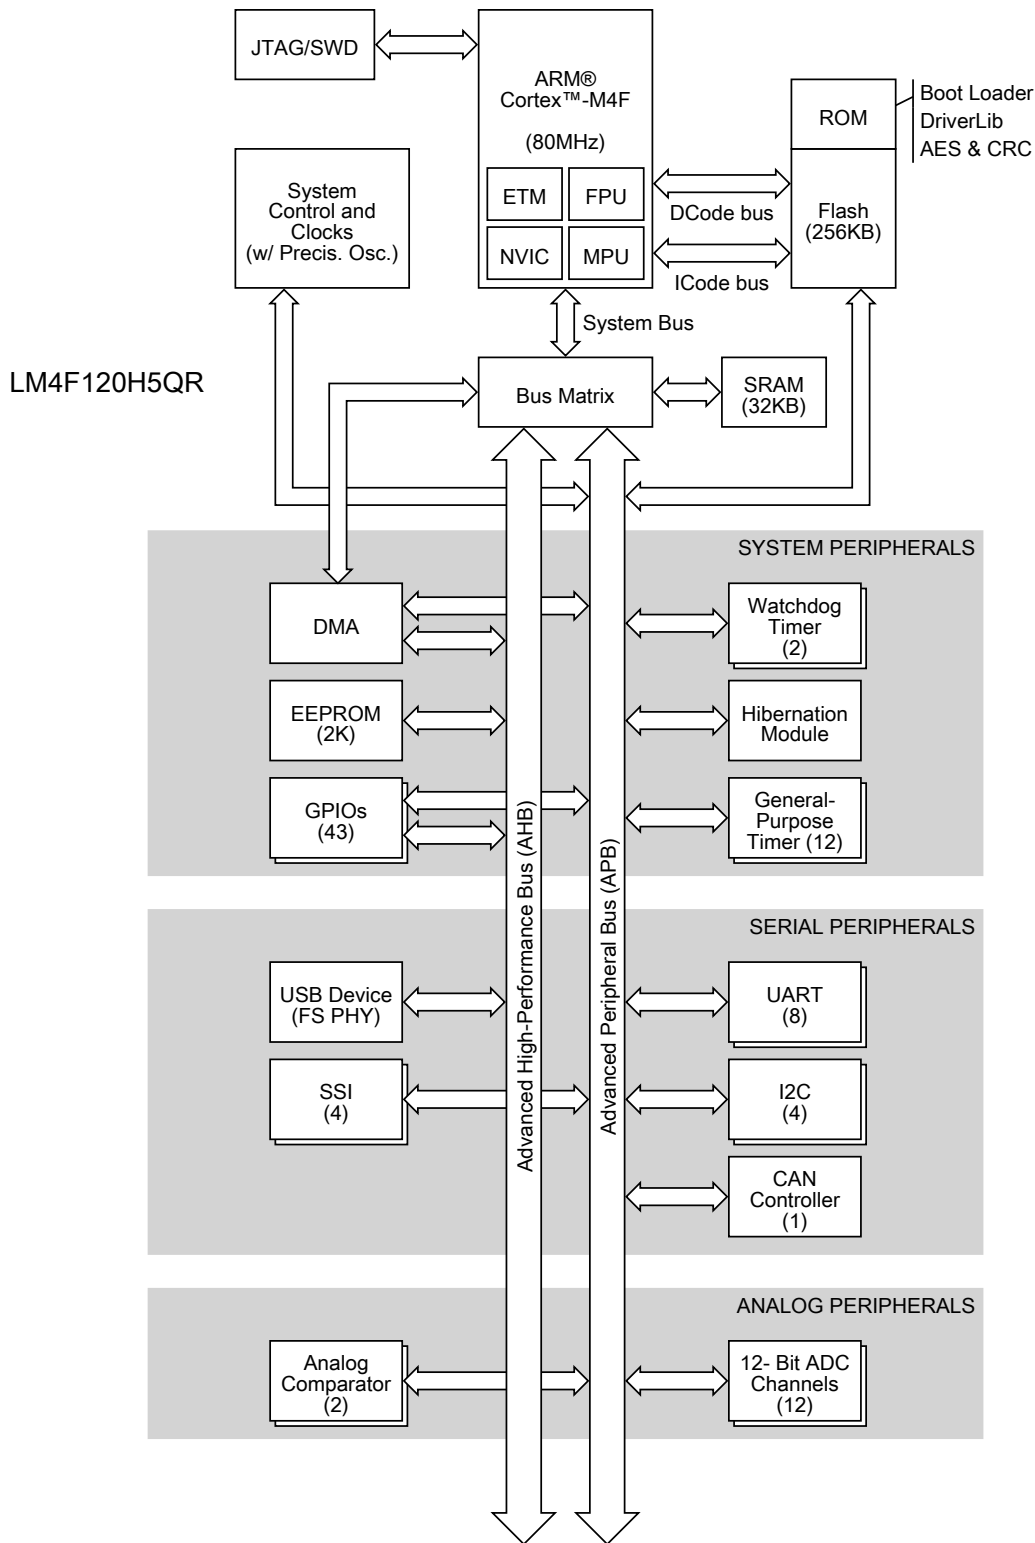 JTAG/SWD
ARM®
Cortex™-M4F
(80MHz)
ETM
FPU
NVIC
MPU
ROM
Boot Loader
DriverLib
AES & CRC
System
Control and
Clocks
(w/ Precis. Osc.)
DCode bus
Flash
(256KB)
ICode bus
System Bus
LM4F120H5QR
Bus Matrix
SRAM
(32KB)
SYSTEM PERIPHERALS
DMA
Watchdog
Timer
(2)
EEPROM
(2K)
Hibernation
Module
GPIOs
(43)
General-
Purpose
Timer (12)
Advanced High-Performance Bus (AHB)
Advanced Peripheral Bus (APB)
SERIAL PERIPHERALS
USB Device
(FS PHY)
UART
(8)
SSI
(4)
I2C
(4)
CAN
Controller
(1)
ANALOG PERIPHERALS
Analog
Comparator
(2)
12- Bit ADC
Channels
(12)